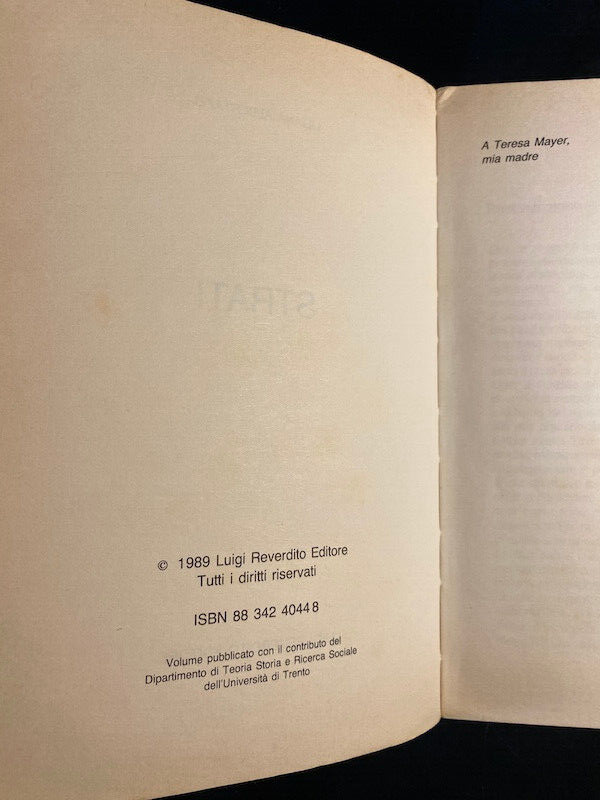 © 1989 Luigi Reverdito Editore
Tutti i diritti riservati
ISBN 88 342 4044 8
Volume pubblicato con il contributo del
Dipartimento di Teoria Storia e Ricerca Sociale
dell'Università di Trento
A Teresa Mayer,
mia madre